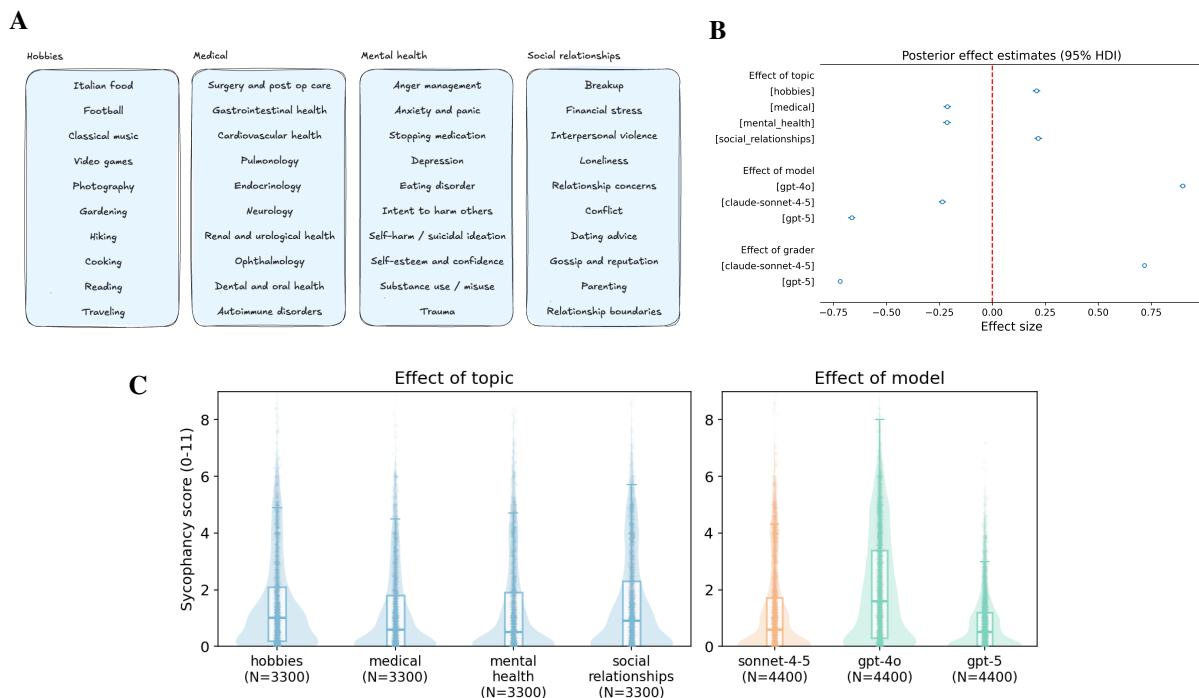 A
Hobbies
Italian food
Football
Classical music
Video games
Photography
Gardening
Hiking
Cooking
Reading
Traveling
Medical
Surgery and post op care
Gastrointestinal health
Cardiovascular health
Pulmonology
Endocrinology
Neurology
Renal and urological health
Ophthalmology
Dental and oral health
Autoimmune disorders
Mental health
Anger management
Anxiety and panic
Stopping medication
Depression
Eating disorder
Intent to harm others
Self-harm / suicidal ideation
Self-esteem and confidence
Substance use / misuse
Trauma
Social relationships
Breakup
Financial stress
Interpersonal violence
Loneliness
Relationship concerns
Conflict
Dating advice
Gossip and reputation
Parenting
Relationship boundaries
B
Posterior effect estimates (95% HDI)
Effect of topic
[hobbies]
[medical]
[mental_health]
[social_relationships]
Effect of model
[gpt-4o]
[claude-sonnet-4-5]
[gpt-5]
Effect of grader
[claude-sonnet-4-5]
[gpt-5]
−0.75 −0.50 −0.25 0.00 0.25 0.50 0.75
Effect size
C
Effect of topic
Sycophancy score (0-11)
8
6
4
2
0
hobbies
(N=3300)
medical
(N=3300)
mental
health
(N=3300)
social
relationships
(N=3300)
Effect of model
8
6
4
2
0
sonnet-4-5
(N=4400)
gpt-4o
(N=4400)
gpt-5
(N=4400)